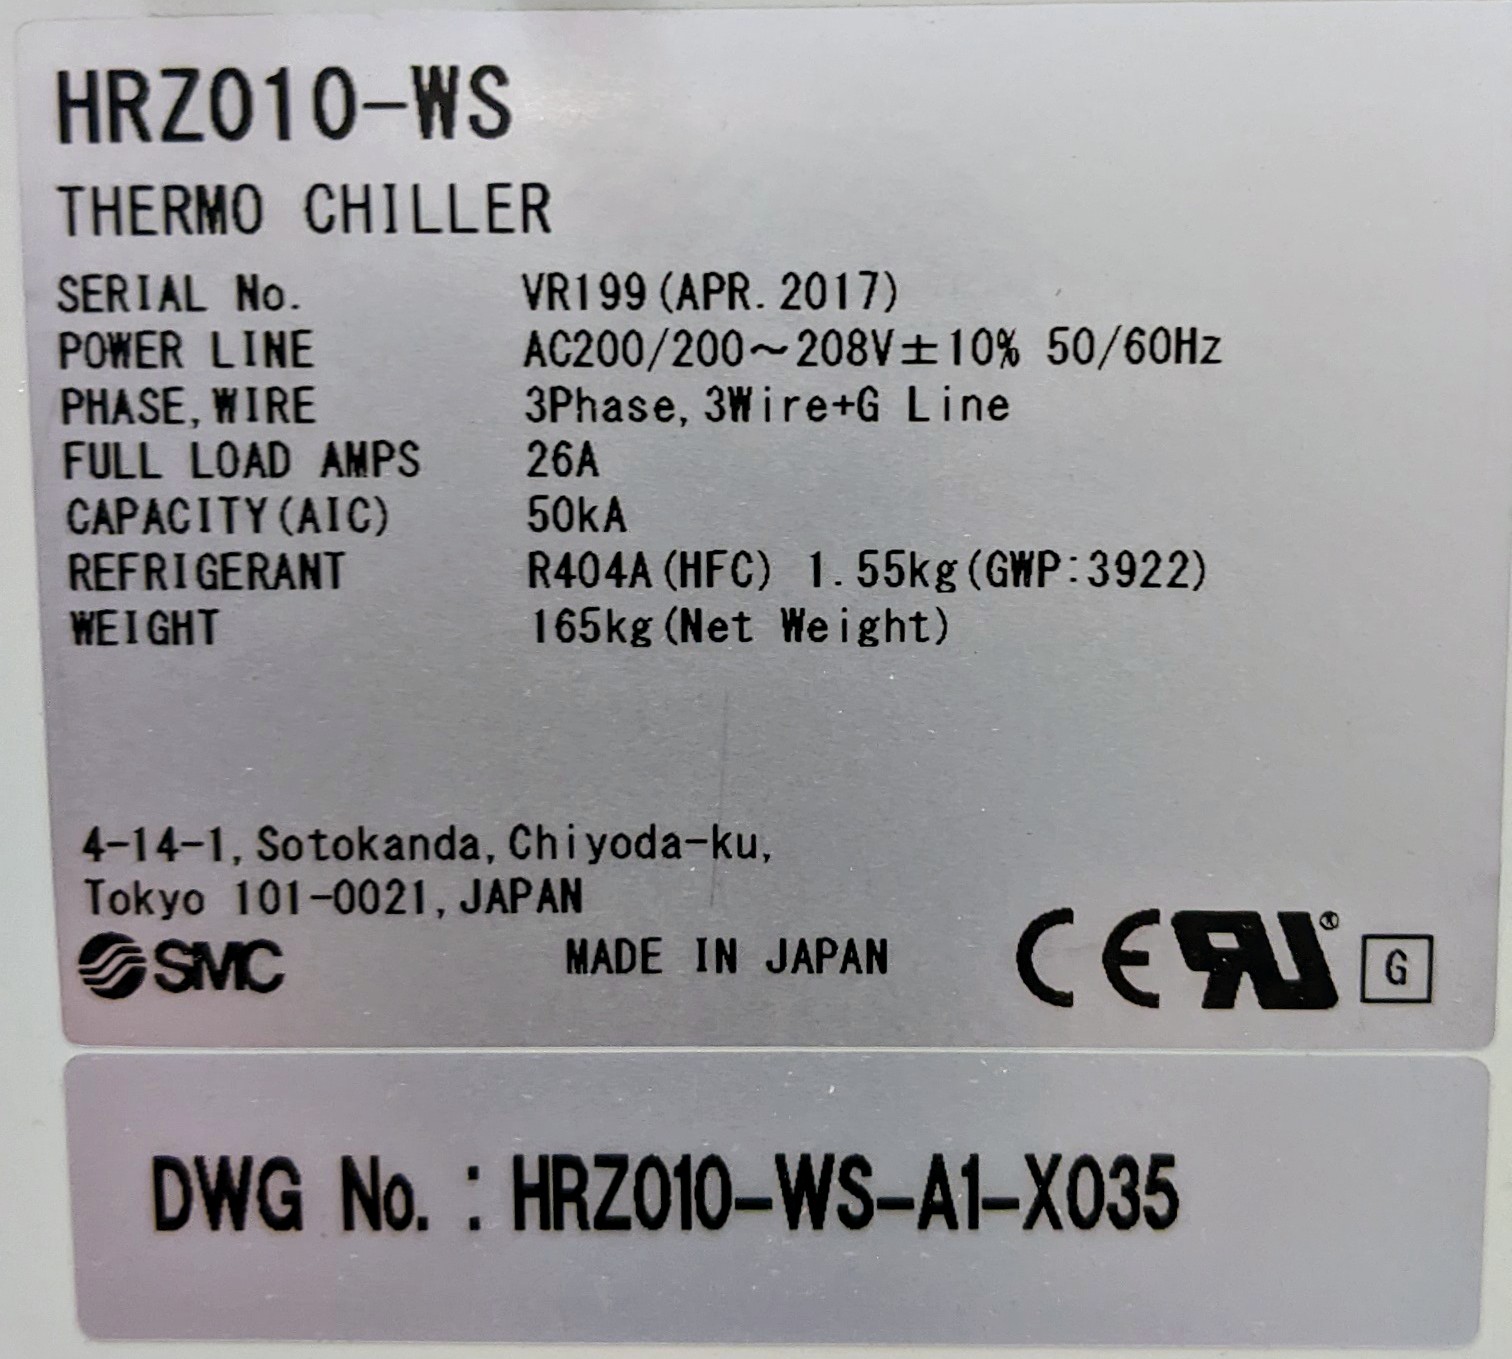 HRZ010-WS
THERMO CHILLER
SERIAL No. VR199(APR.2017)
POWER LINE AC200/200～208V±10% 50/60Hz
PHASE,WIRE 3Phase,3Wire+G Line
FULL LOAD AMPS 26A
CAPACITY(AIC) 50kA
REFRIGERANT R404A(HFC) 1.55kg(GWP:3922)
WEIGHT 165kg(Net Weight)
4-14-1,Sotokanda,Chiyoda-ku,
Tokyo 101-0021,JAPAN
SMC MADE IN JAPAN CE RU® G
DWG No. : HRZ010-WS-A1-X035